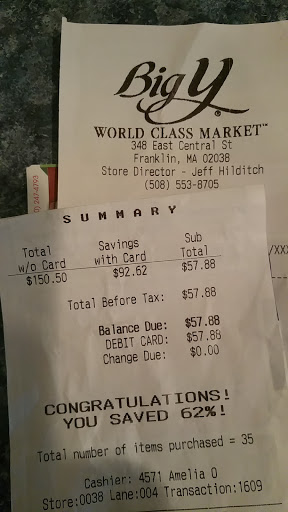 Big Y®
WORLD CLASS MARKET™
348 East Central St
Franklin, MA 02038
Store Director - Jeff Hilditch
(508) 553-8705
) 247-4793
/XX
SUMMARY
Total Savings Sub
w/o Card with Card Total
$150.50 $92.62 $57.88
Total Before Tax: $57.88
Balance Due: $57.88
DEBIT CARD: $57.88
Change Due: $0.00
CONGRATULATIONS!
YOU SAVED 62%!
Total number of items purchased = 35
Cashier: 4571 Amelia O
Store:0038 Lane:004 Transaction:1609